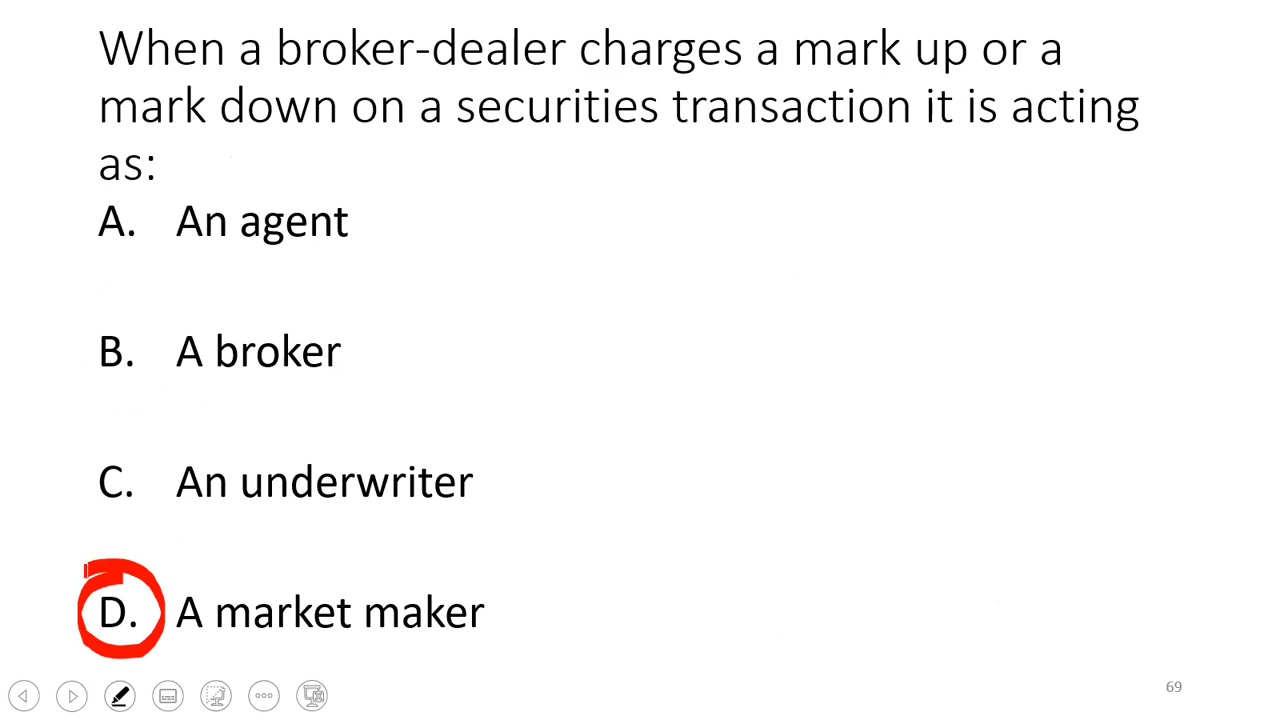 When a broker-dealer charges a mark up or a
mark down on a securities transaction it is acting
as:
A. An agent
B. A broker
C. An underwriter
D. A market maker
69